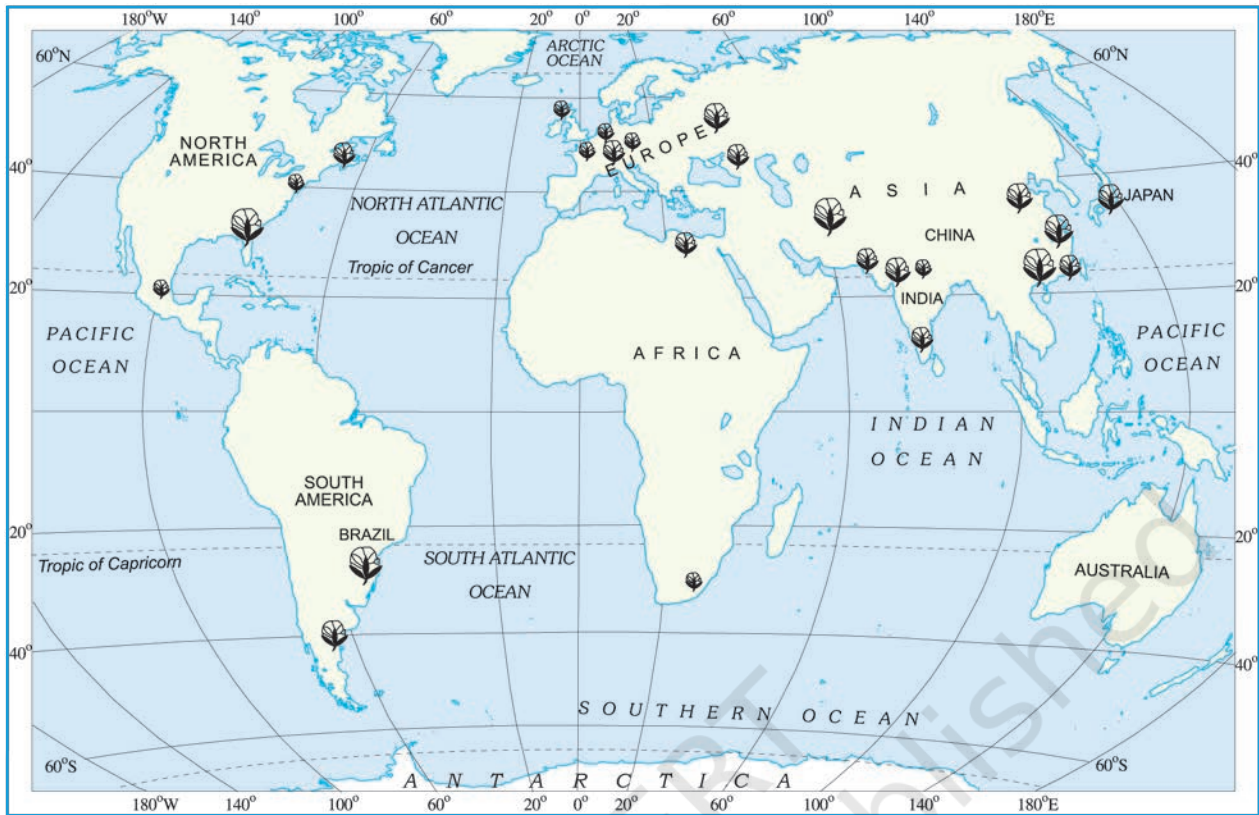 180°W 140° 100° 60° 20° 0° 20° 60° 100° 140° 180°E
60°N
ARCTIC
OCEAN
60°N
NORTH
AMERICA
EUROPE
40°
40°
ASIA
JAPAN
NORTH ATLANTIC
OCEAN
CHINA
Tropic of Cancer
20°
20°
INDIA
PACIFIC
OCEAN
AFRICA
PACIFIC
OCEAN
INDIAN
OCEAN
SOUTH
AMERICA
20°
BRAZIL
20°
Tropic of Capricorn
SOUTH ATLANTIC
OCEAN
AUSTRALIA
40°
40°
SOUTHERN OCEAN
60°S
60°S
ANTARCTICA
180°W 140° 100° 60° 20° 0° 20° 60° 100° 140° 180°E